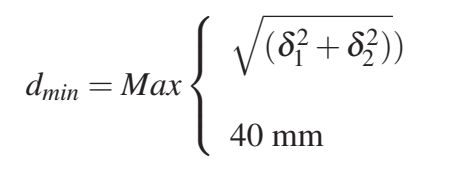 √(δ₁² + δ₂²))
d_min = Max {
40 mm